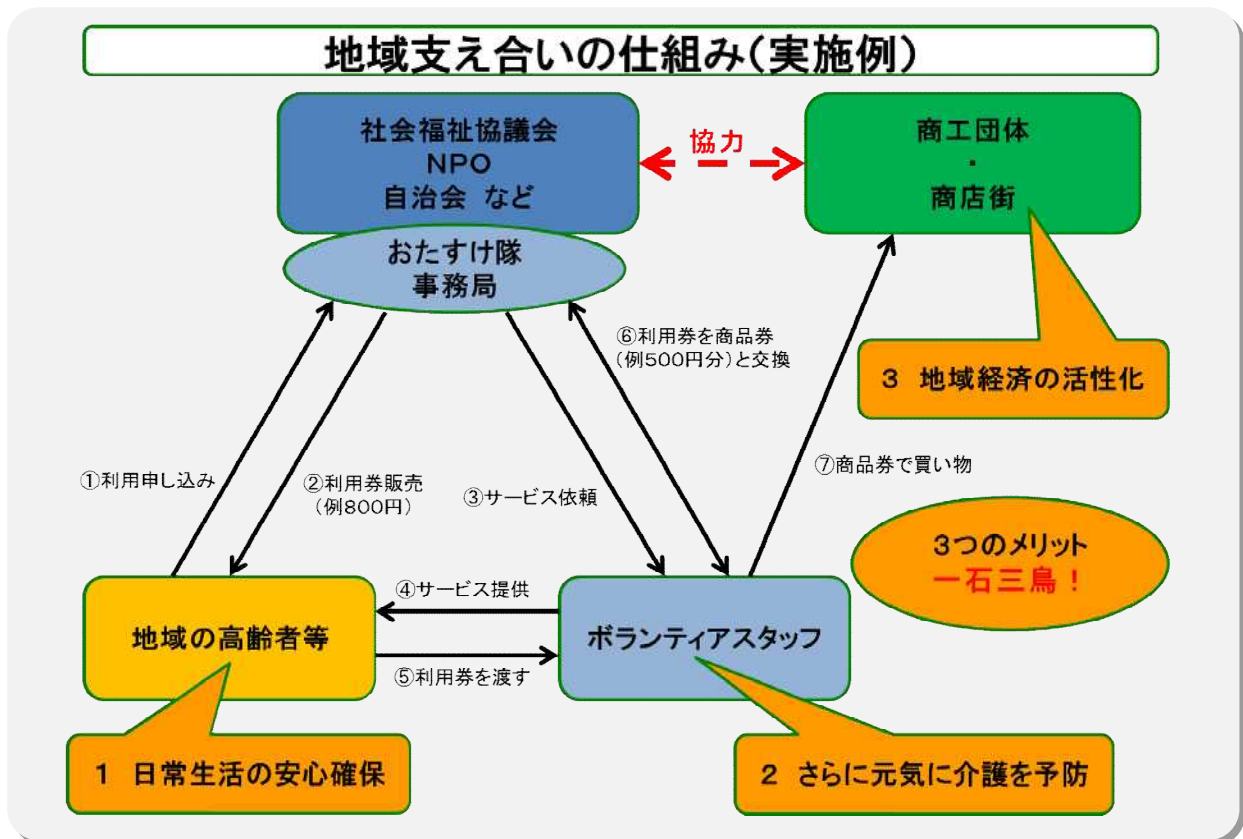 地域支え合いの仕組み(実施例)
社会福祉協議会
NPO
自治会 など
協力
商工団体
・
商店街
おたすけ隊
事務局
⑥利用券を商品券
(例500円分)と交換
3 地域経済の活性化
①利用申し込み
②利用券販売
(例800円)
③サービス依頼
⑦商品券で買い物
3つのメリット
一石三鳥!
④サービス提供
地域の高齢者等
ボランティアスタッフ
⑤利用券を渡す
1 日常生活の安心確保
2 さらに元気に介護を予防